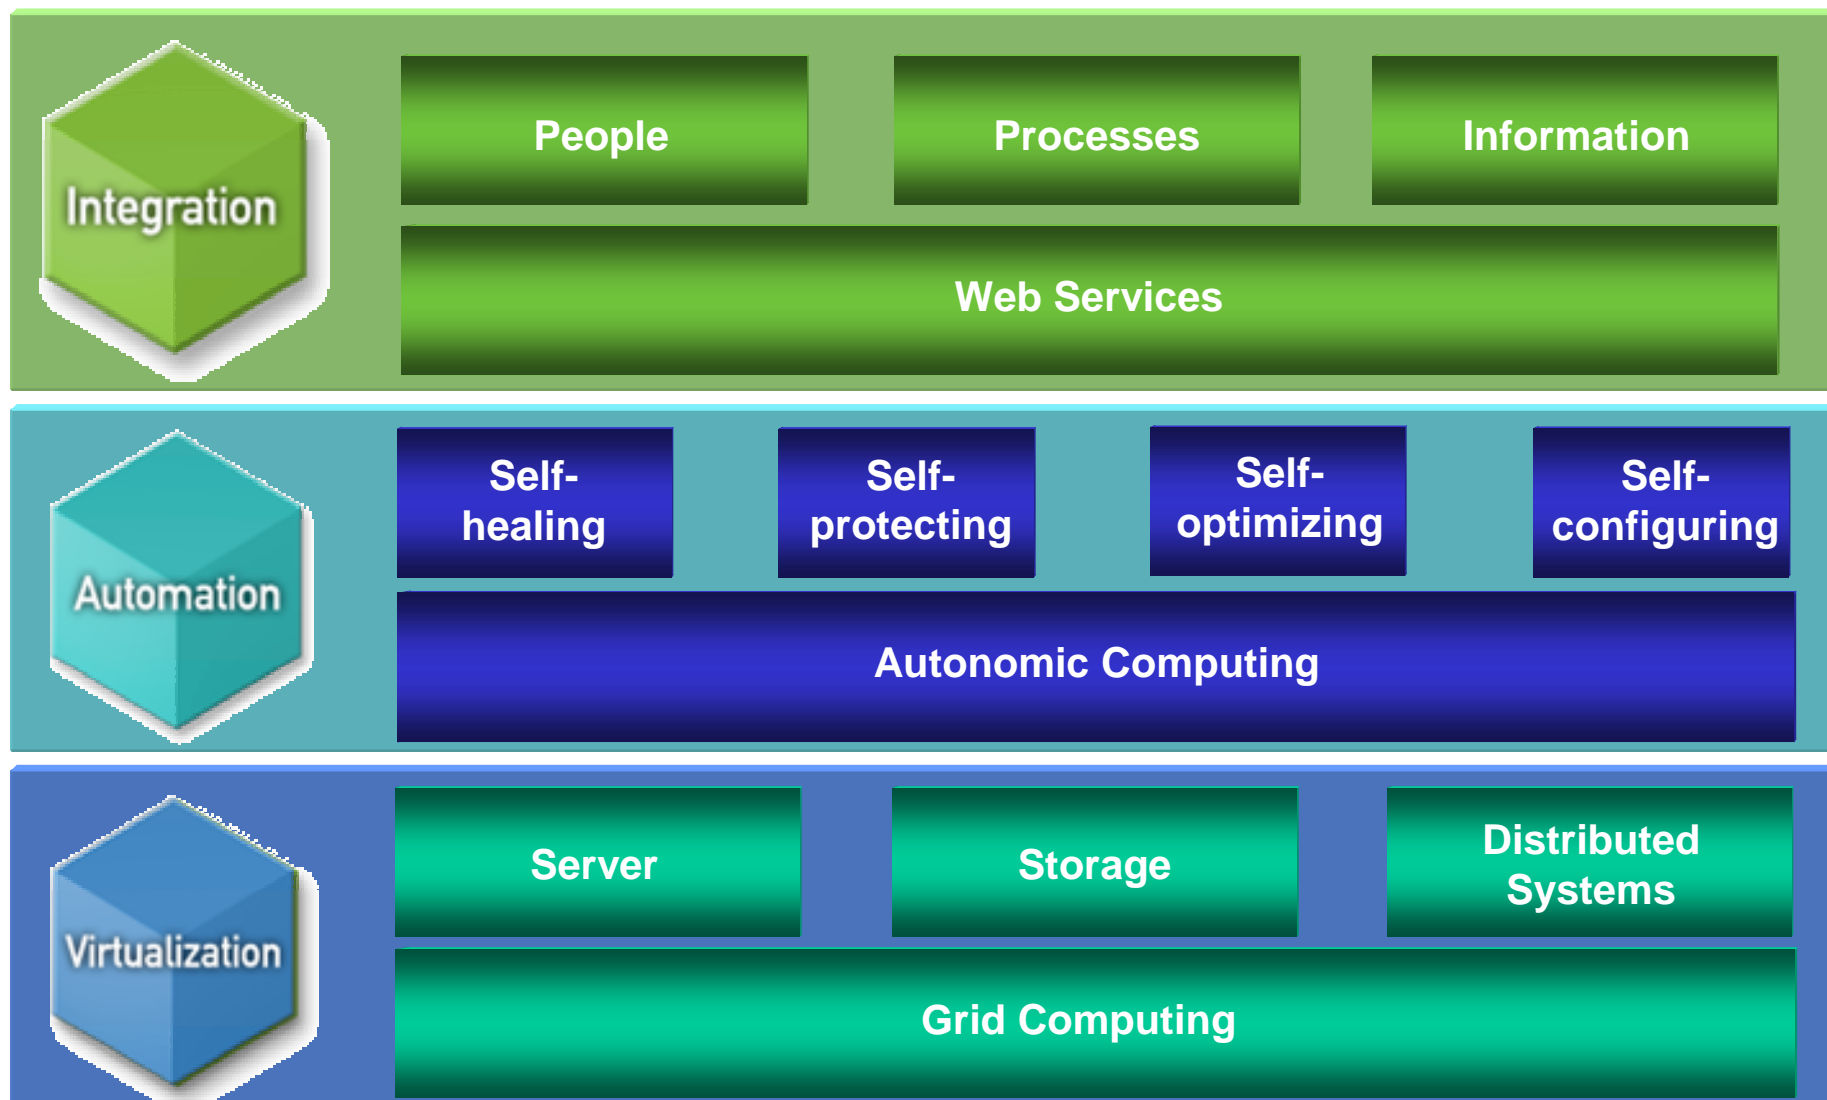 Integration
People
Processes
Information
Web Services
Automation
Self-
healing
Self-
protecting
Self-
optimizing
Self-
configuring
Autonomic Computing
Virtualization
Server
Storage
Distributed
Systems
Grid Computing